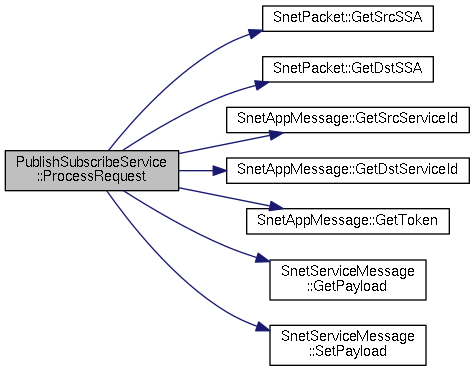 SnetPacket::GetSrcSSA
SnetPacket::GetDstSSA
SnetAppMessage::GetSrcServiceId
PublishSubscribeService
::ProcessRequest
SnetAppMessage::GetDstServiceId
SnetAppMessage::GetToken
SnetServiceMessage
::GetPayload
SnetServiceMessage
::SetPayload